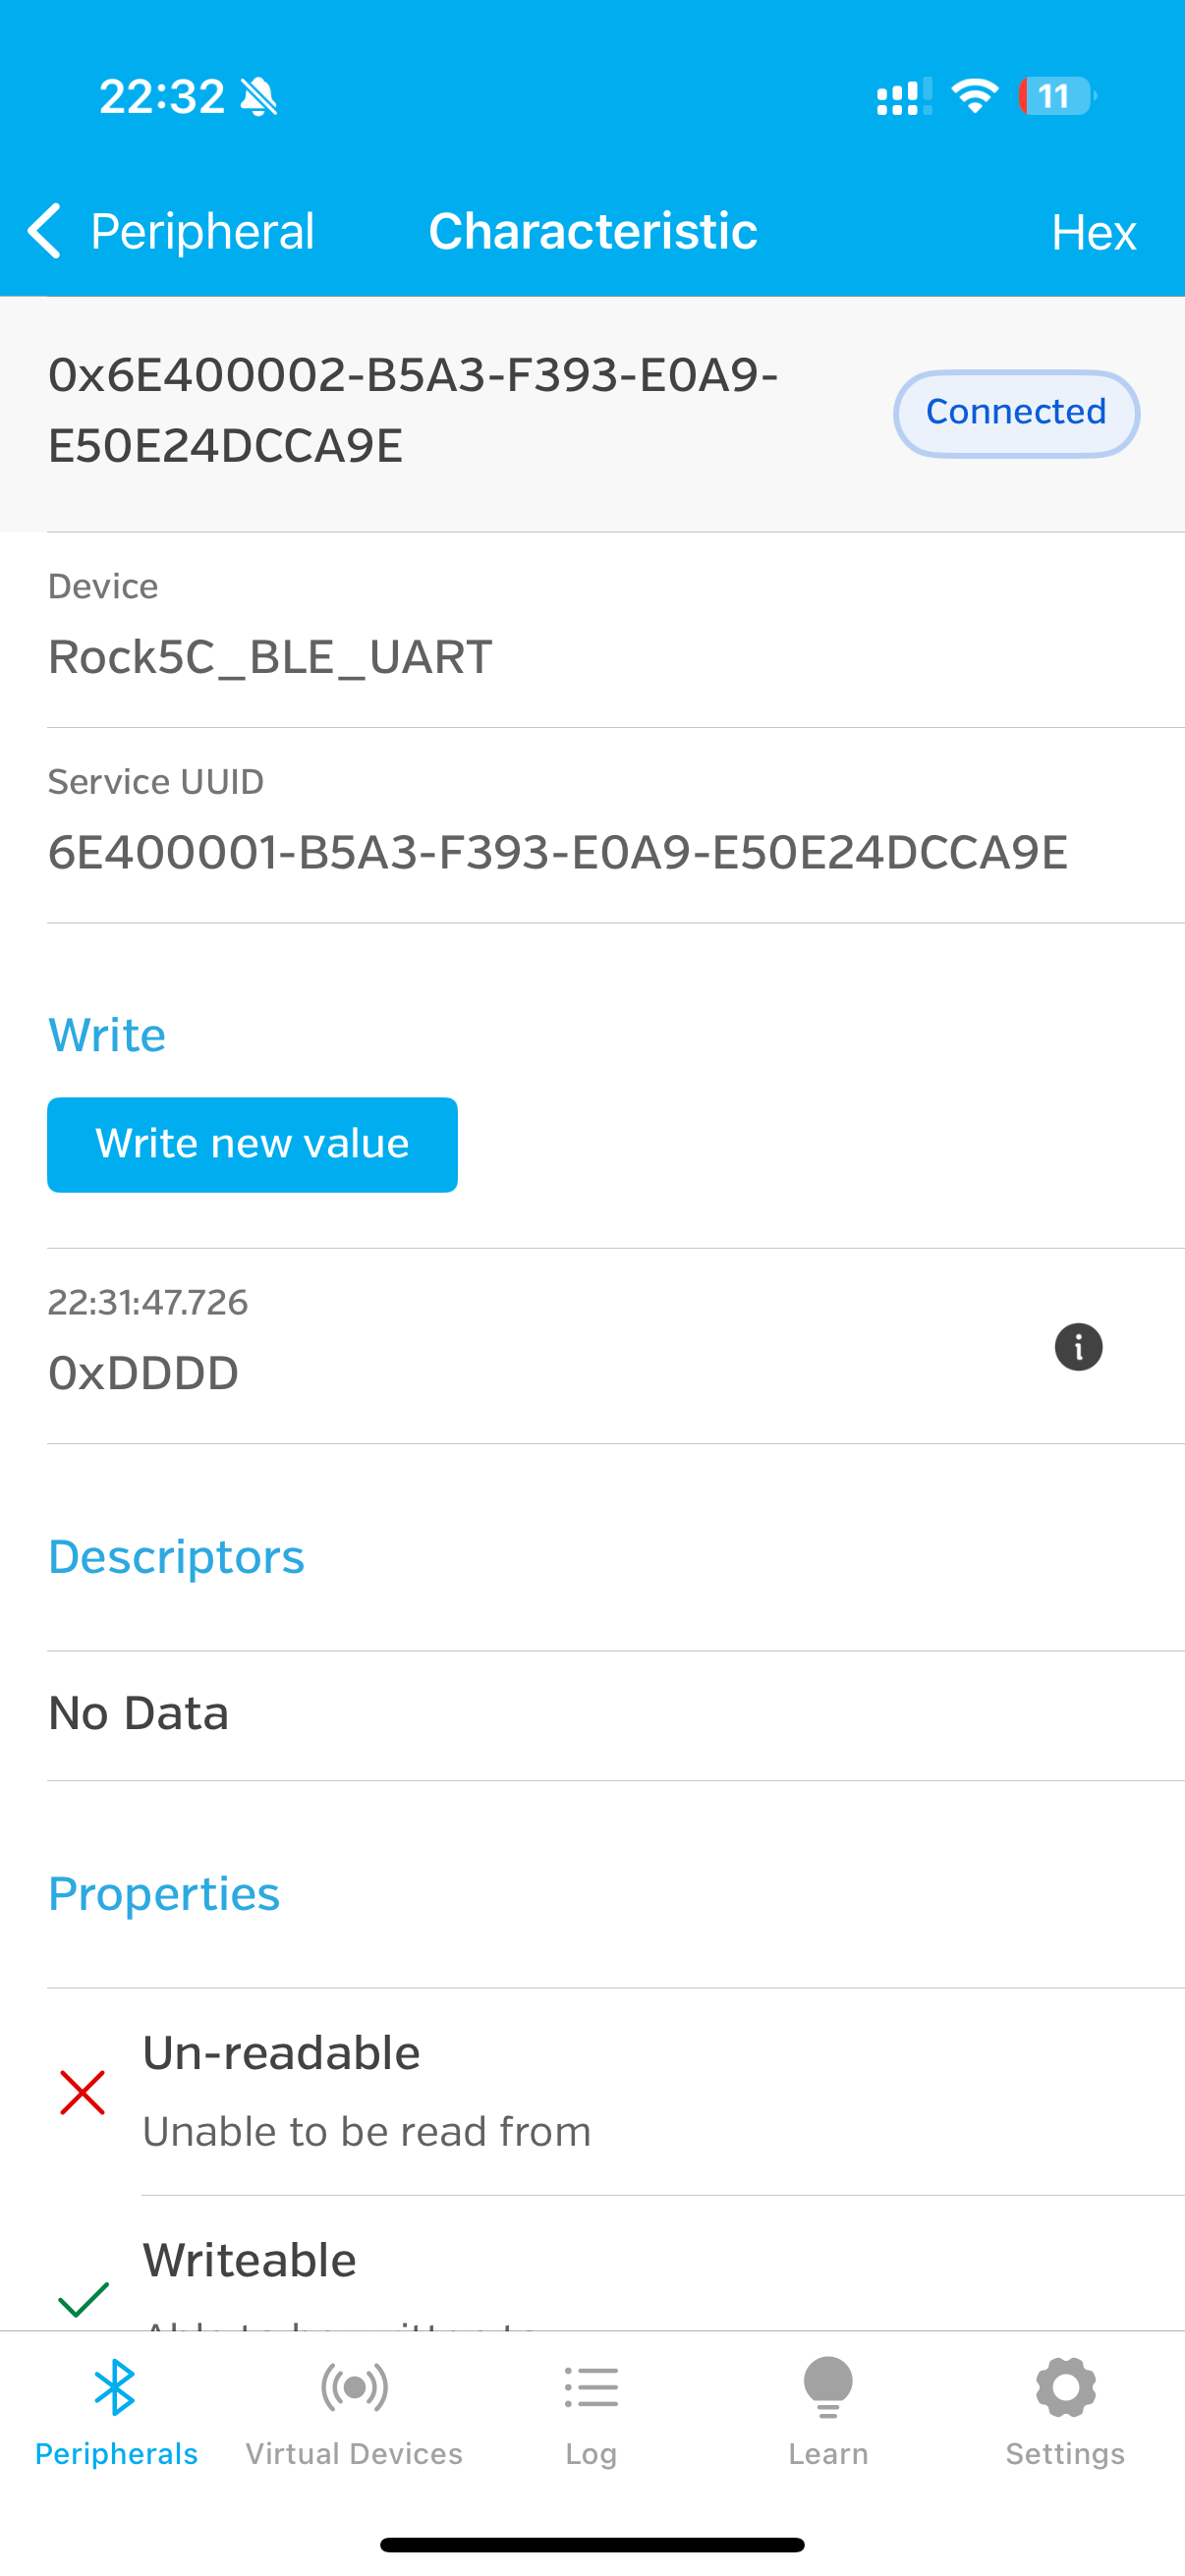 22:32
11
Peripheral
Characteristic
Hex
0x6E400002-B5A3-F393-E0A9-
E50E24DCCA9E
Connected
Device
Rock5C_BLE_UART
Service UUID
6E400001-B5A3-F393-E0A9-E50E24DCCA9E
Write
Write new value
22:31:47.726
0xDDDD
Descriptors
No Data
Properties
Un-readable
Unable to be read from
Writeable
Peripherals
Virtual Devices
Log
Learn
Settings